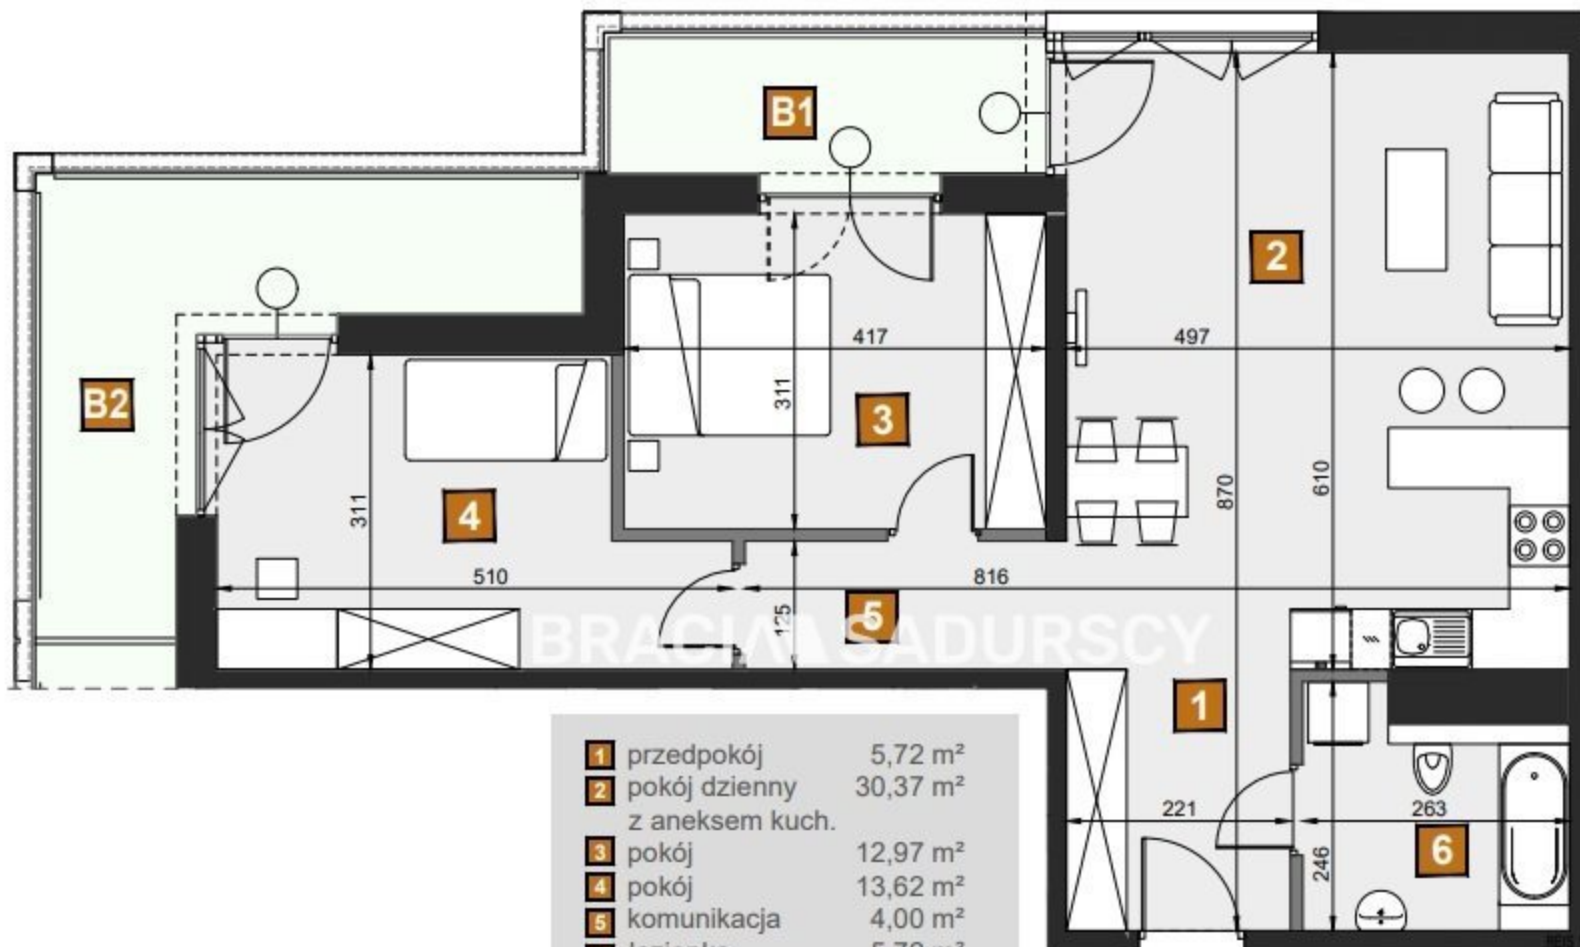 B1
2
417
497
B2
311
3
4
311
870
610
510
816
5
125
BRACIA SADURSCY
1
1 przedpokój 5,72 m²
2 pokój dzienny 30,37 m²
z aneksem kuch.
221
263
3 pokój 12,97 m²
6
246
4 pokój 13,62 m²
5 komunikacja 4,00 m²